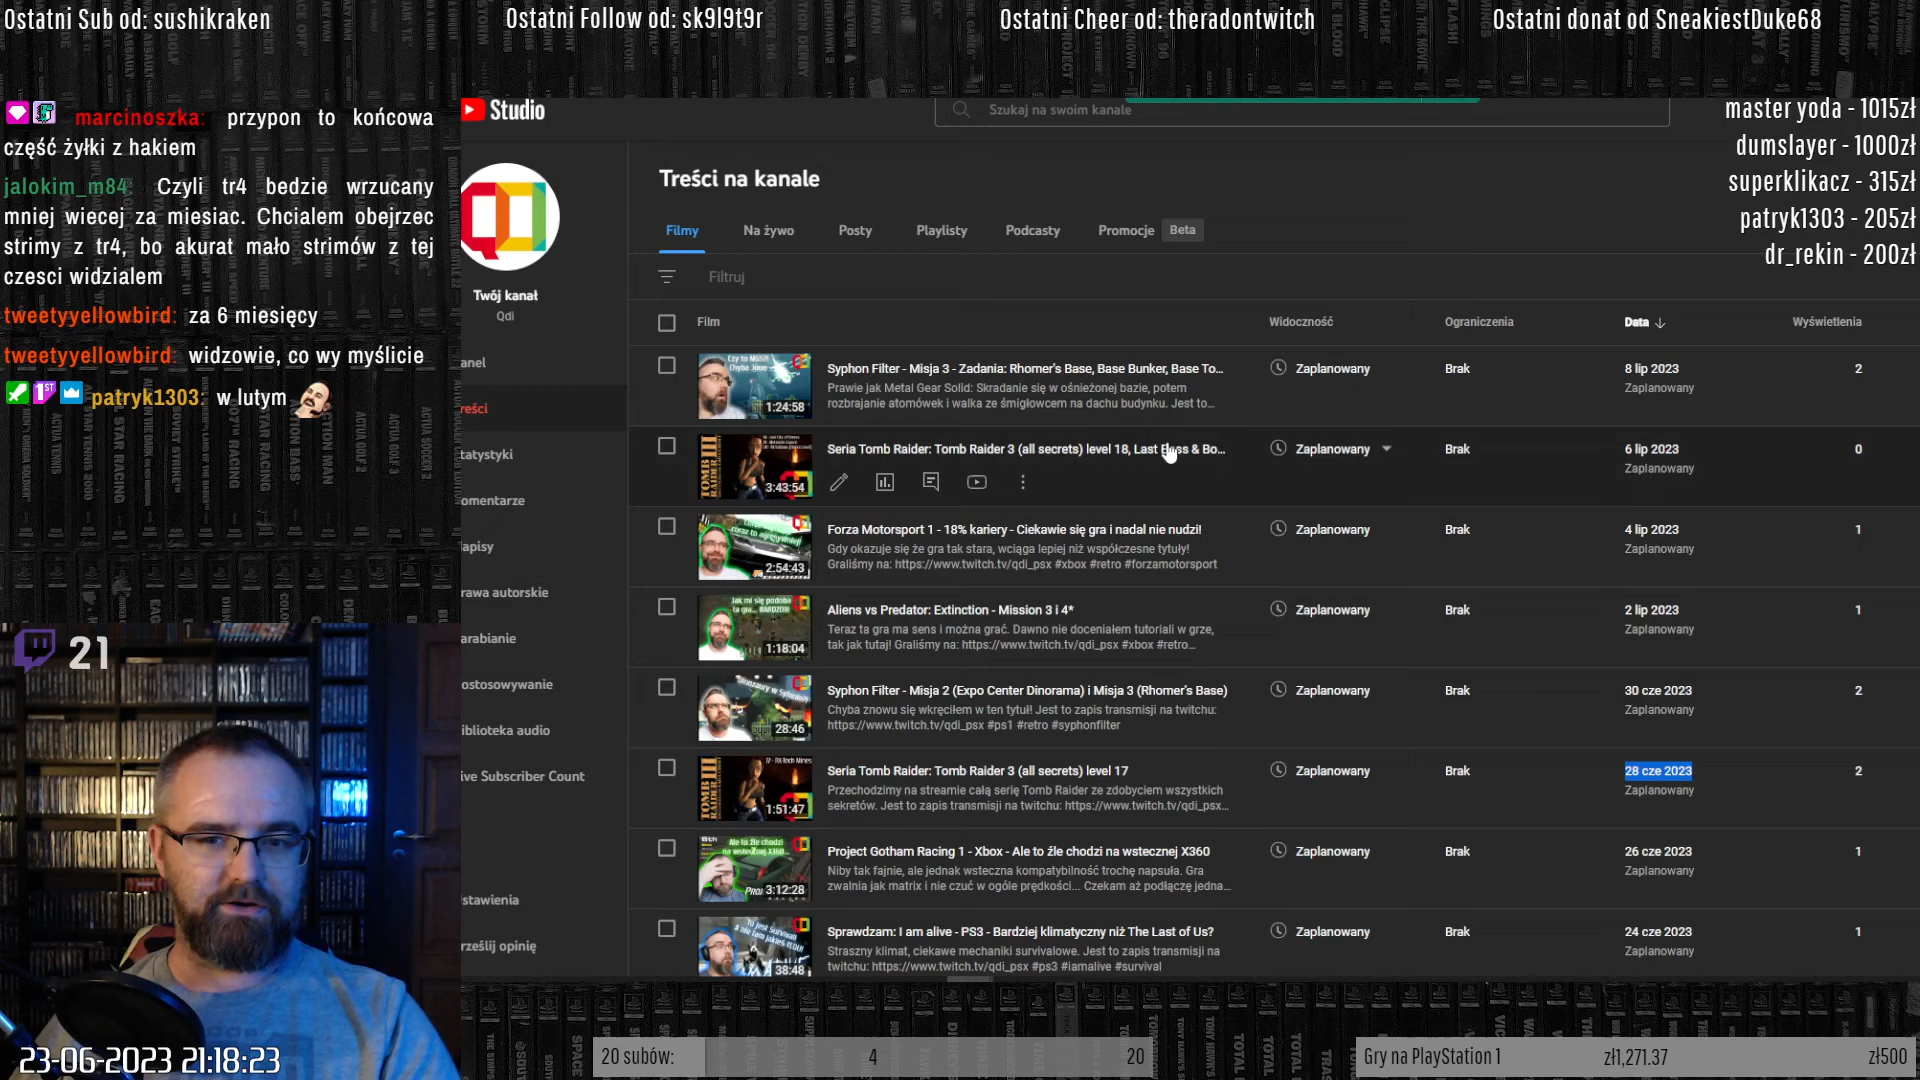 Ostatni Sub od: sushikraken
Ostatni Follow od: sk9l9t9r
Ostatni Cheer od: theradontwitch
Ostatni donat od SneakiestDuke68
marcinoszka: przypon to końcowa
część żyłki z hakiem
jalokim_m84: Czyli tr4 bedzie wrzucany
mniej wiecej za miesiac. Chcialem obejrzec
strimy z tr4, bo akurat mało strimów z tej
czesci widzialem
tweetyyellowbird: za 6 miesięcy
tweetyyellowbird: widzowie, co wy myślicie
patryk1303: w lutym
21
23-06-2023 21:18:23
Studio
Szukaj na swoim kanale
Twój kanał
Qdi
anel
reści
tatystyki
omentarze
apisy
rawa autorskie
arabianie
ostosowywanie
iblioteka audio
ive Subscriber Count
stawienia
rześlij opinię
Treści na kanale
Filmy
Na żywo
Posty
Playlisty
Podcasty
Promocje
Beta
Filtruj
Film
Widoczność
Ograniczenia
Data
Wyświetlenia
1:24:58
Syphon Filter - Misja 3 - Zadania: Rhomer's Base, Base Bunker, Base To...
Prawie jak Metal Gear Solid: Skradanie się w ośnieżonej bazie, potem
rozbrajanie atomówek i walka ze śmigłowcem na dachu budynku. Jest to...
Zaplanowany
Brak
8 lip 2023
Zaplanowany
2
3:43:54
Seria Tomb Raider: Tomb Raider 3 (all secrets) level 18, Last Boss & Bo...
Zaplanowany
Brak
6 lip 2023
Zaplanowany
0
2:54:43
Forza Motorsport 1 - 18% kariery - Ciekawie się gra i nadal nie nudzi!
Gdy okazuje się że gra tak stara, wciąga lepiej niż współczesne tytuły!
Graliśmy na: https://www.twitch.tv/qdi_psx #xbox #retro #forzamotorsport
Zaplanowany
Brak
4 lip 2023
Zaplanowany
1
1:18:04
Aliens vs Predator: Extinction - Mission 3 i 4*
Teraz ta gra ma sens i można grać. Dawno nie doceniałem tutoriali w grze,
tak jak tutaj! Graliśmy na: https://www.twitch.tv/qdi_psx #xbox #retro...
Zaplanowany
Brak
2 lip 2023
Zaplanowany
1
28:46
Syphon Filter - Misja 2 (Expo Center Dinorama) i Misja 3 (Rhomer's Base)
Chyba znowu się wkręciłem w ten tytuł! Jest to zapis transmisji na twitchu:
https://www.twitch.tv/qdi_psx #ps1 #retro #syphonfilter
Zaplanowany
Brak
30 cze 2023
Zaplanowany
2
1:51:47
Seria Tomb Raider: Tomb Raider 3 (all secrets) level 17
Przechodzimy na streamie całą serię Tomb Raider ze zdobyciem wszystkich
sekretów. Jest to zapis transmisji na twitchu: https://www.twitch.tv/qdi_psx...
Zaplanowany
Brak
28 cze 2023
Zaplanowany
2
3:12:28
Project Gotham Racing 1 - Xbox - Ale to źle chodzi na wstecznej X360
Niby tak fajnie, ale jednak wsteczna kompatybilność trochę napsuła. Gra
zwalnia jak matrix i nie czuć w ogóle prędkości... Czekam aż podłączę jedna...
Zaplanowany
Brak
26 cze 2023
Zaplanowany
1
38:48
Sprawdzam: I am alive - PS3 - Bardziej klimatyczny niż The Last of Us?
Straszny klimat, ciekawe mechaniki survivalowe. Jest to zapis transmisji na
twitchu: https://www.twitch.tv/qdi_psx #ps3 #iamalive #survival
Zaplanowany
Brak
24 cze 2023
Zaplanowany
1
master yoda - 1015zł
dumslayer - 1000zł
superklikacz - 315zł
patryk1303 - 205zł
dr_rekin - 200zł
20 subów:
4
20
Gry na PlayStation 1
zł1,271.37
zł500